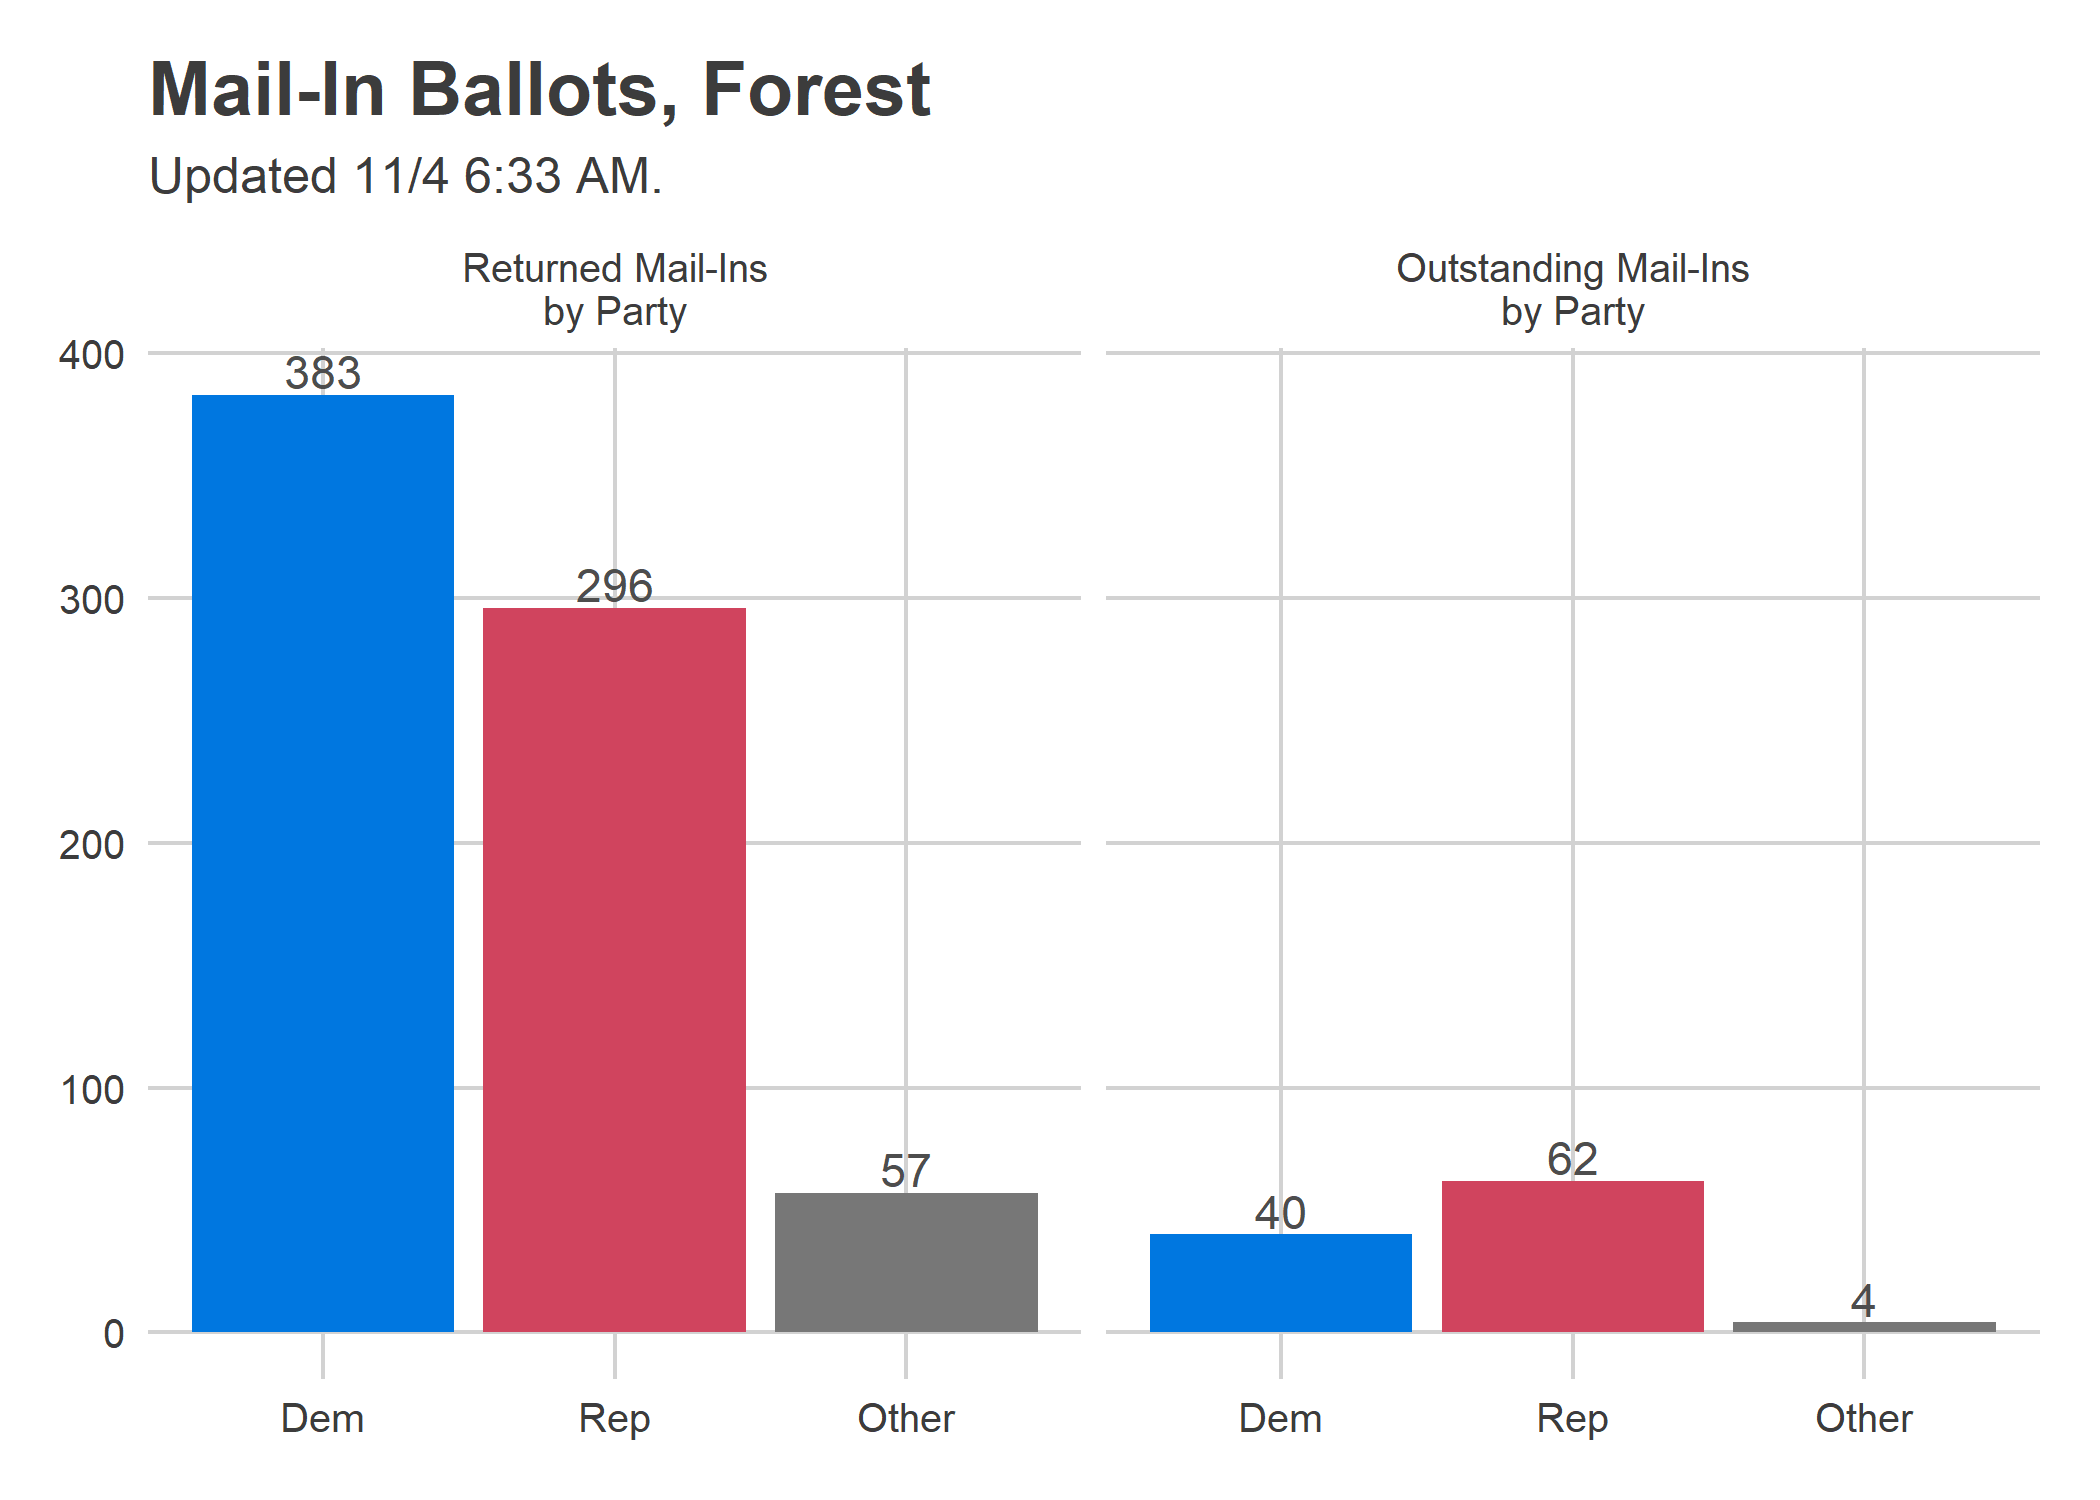 Mail-In Ballots, Forest
Updated 11/4 6:33 AM.
Returned Mail-Ins
by Party
Outstanding Mail-Ins
by Party
400
300
200
100
0
383
296
57
40
62
4
Dem
Rep
Other
Dem
Rep
Other